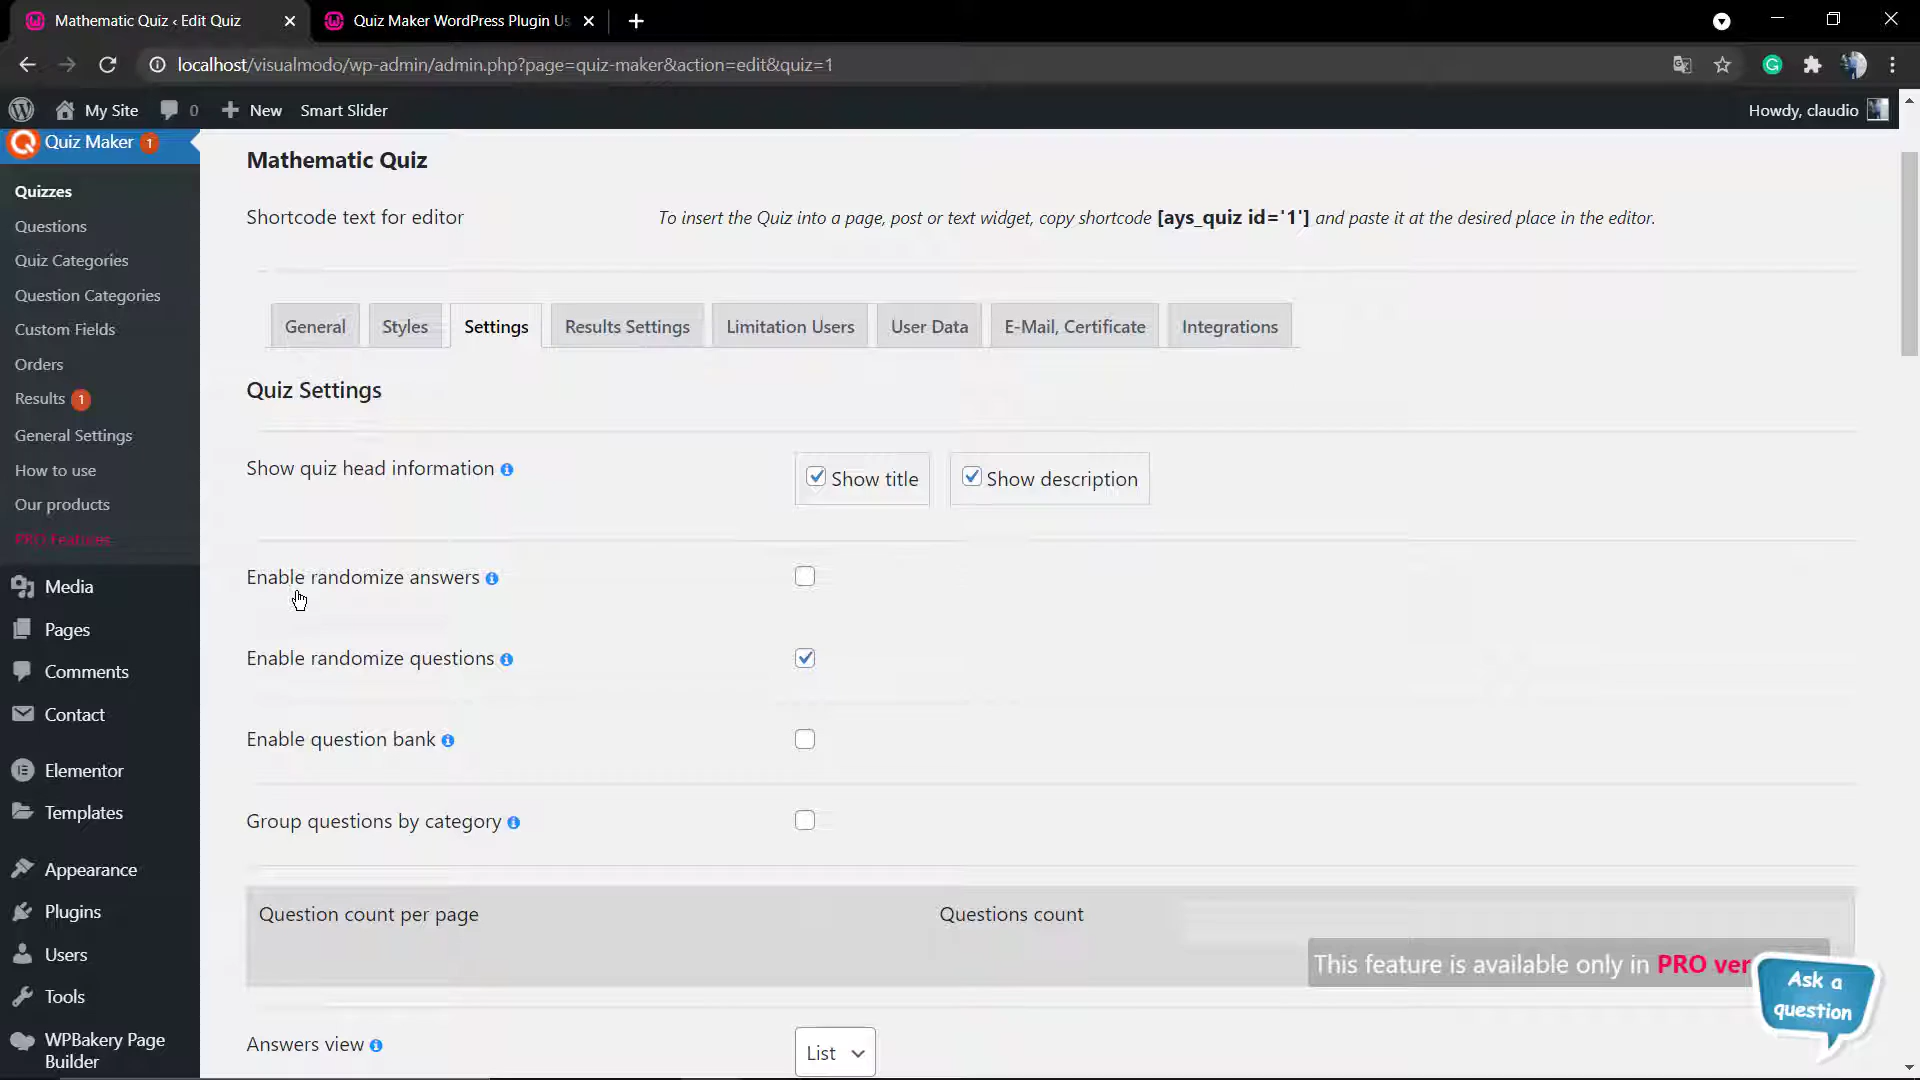 Mathematic Quiz ‹ Edit Quiz
Quiz Maker WordPress Plugin Us
localhost/visualmodo/wp-admin/admin.php?page=quiz-maker&action=edit&quiz=1
My Site
0
New
Smart Slider
Howdy, claudio
Quiz Maker 1
Quizzes
Questions
Quiz Categories
Question Categories
Custom Fields
Orders
Results 1
General Settings
How to use
Our products
PRO Features
Media
Pages
Comments
Contact
Elementor
Templates
Appearance
Plugins
Users
Tools
WPBakery Page
Builder
Mathematic Quiz
Shortcode text for editor
To insert the Quiz into a page, post or text widget, copy shortcode [ays_quiz id='1'] and paste it at the desired place in the editor.
General
Styles
Settings
Results Settings
Limitation Users
User Data
E-Mail, Certificate
Integrations
Quiz Settings
Show quiz head information
Show title
Show description
Enable randomize answers
Enable randomize questions
Enable question bank
Group questions by category
Question count per page
Questions count
This feature is available only in PRO ver
Ask a
question
Answers view
List